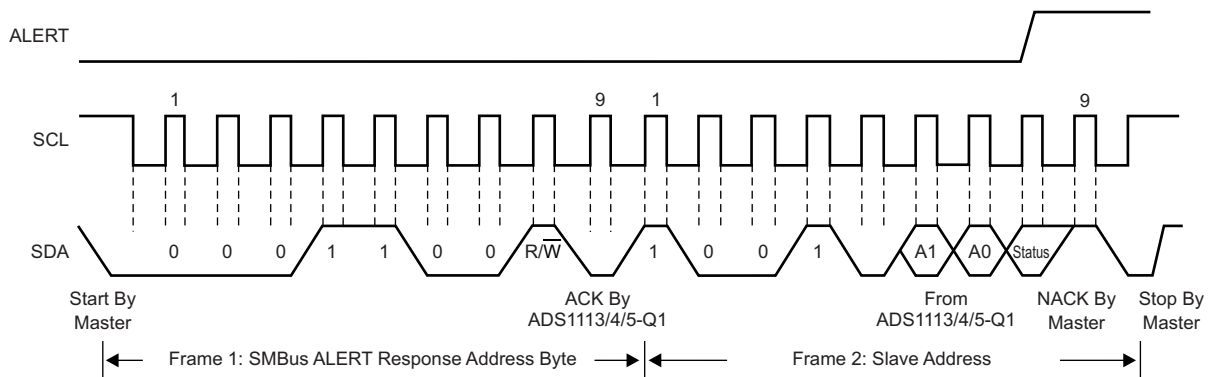 ALERT
1 9 1 9
SCL
SDA
0 0 0 1 1 0 0 R/W 1 0 0 1 A1 A0 Status
Start By
Master
ACK By
ADS1113/4/5-Q1
From
ADS1113/4/5-Q1
NACK By
Master
Stop By
Master
Frame 1: SMBus ALERT Response Address Byte
Frame 2: Slave Address